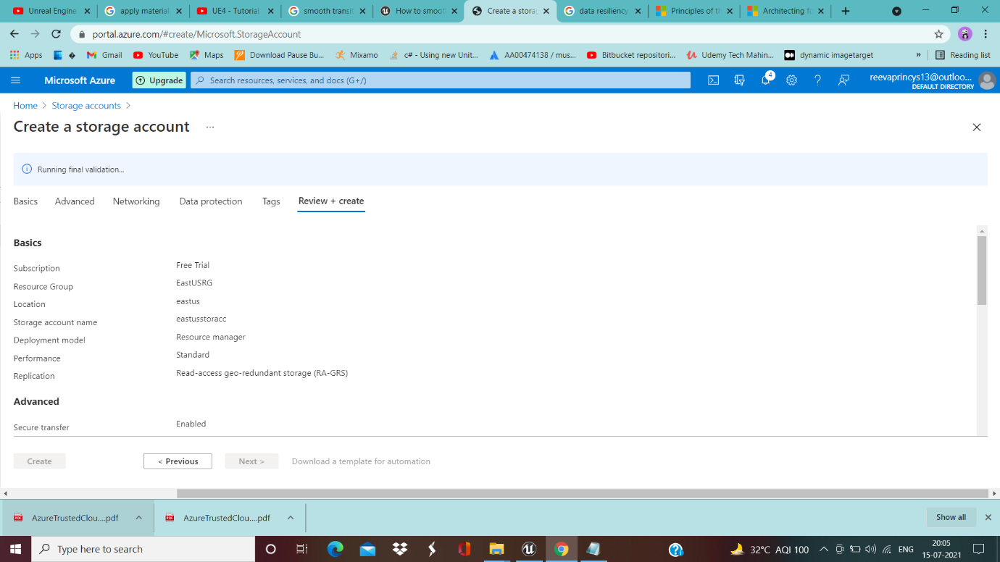 Unreal Engine
apply material
UE4 - Tutorial
smooth transit
How to smoot
Create a storag
data resiliency
Principles of th
Architecting fo
portal.azure.com/#create/Microsoft.StorageAccount
Apps
Gmail
YouTube
Maps
Download Pause Bu...
Mixamo
c# - Using new Unit...
AA00474138 / mus...
Bitbucket repositori...
Udemy Tech Mahin...
dynamic imagetarget
»
Reading list
Microsoft Azure
Upgrade
Search resources, services, and docs (G+/)
4
reevaprincys13@outloo...
DEFAULT DIRECTORY
Home > Storage accounts >
Create a storage account ...
Running final validation...
Basics
Advanced
Networking
Data protection
Tags
Review + create
Basics
Subscription Free Trial
Resource Group EastUSRG
Location eastus
Storage account name eastusstoracc
Deployment model Resource manager
Performance Standard
Replication Read-access geo-redundant storage (RA-GRS)
Advanced
Secure transfer Enabled
Create
< Previous
Next >
Download a template for automation
AzureTrustedClou....pdf
AzureTrustedClou....pdf
Show all
Type here to search
32°C AQI 100
ENG
20:05
15-07-2021